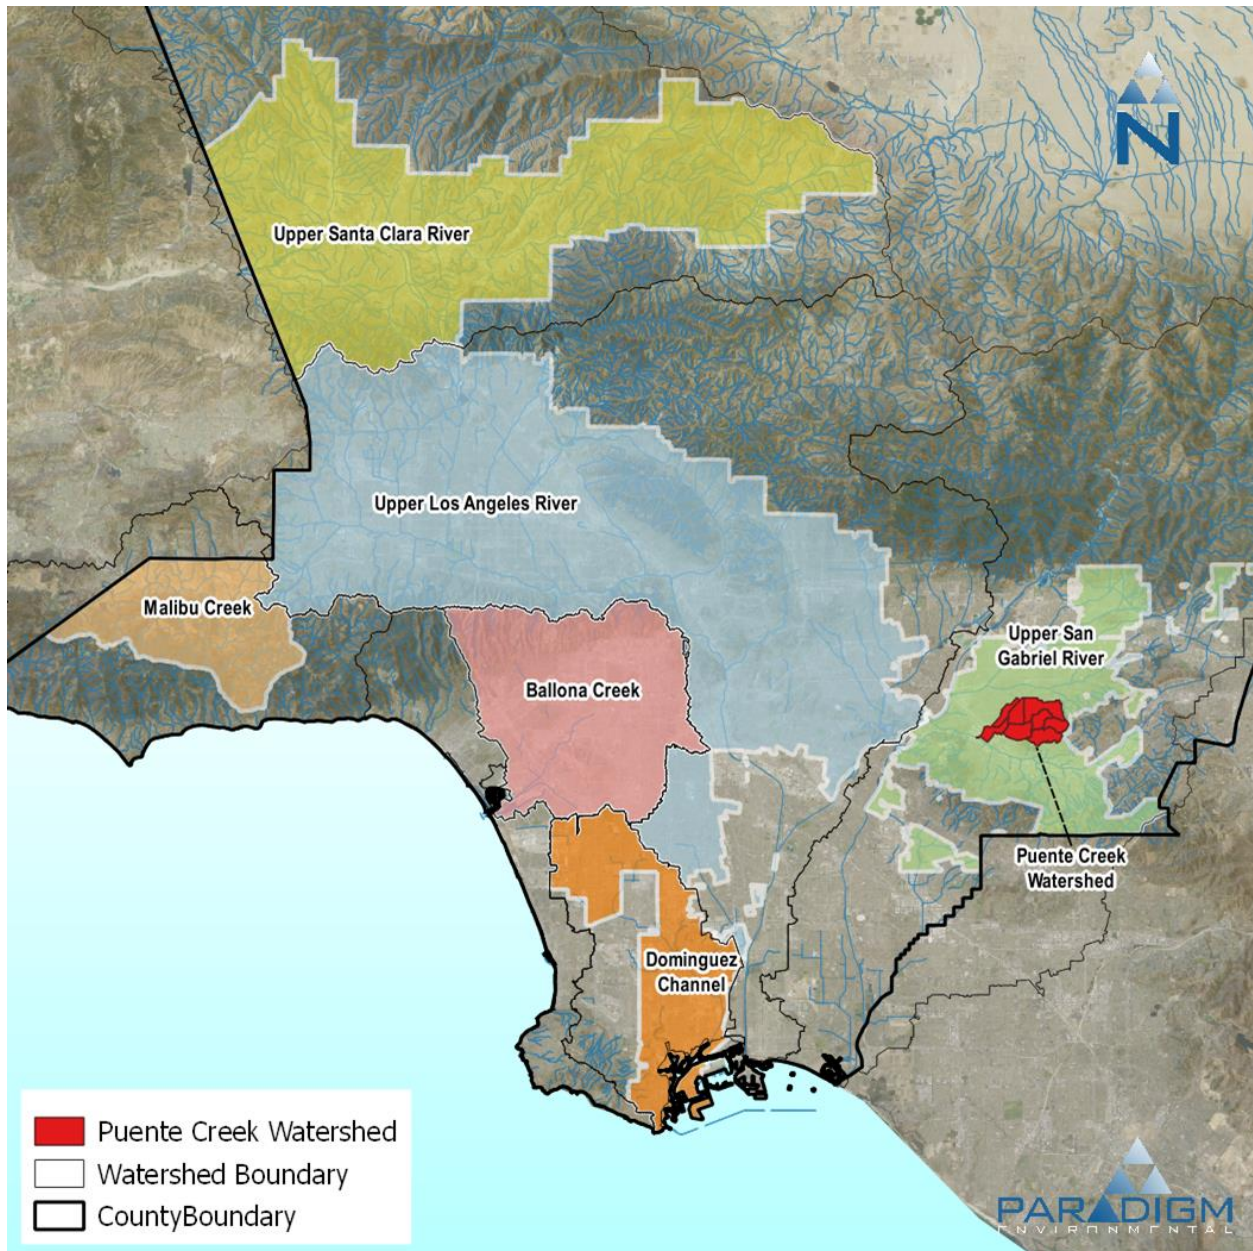 N
Upper Santa Clara River
Upper Los Angeles River
Malibu Creek
Upper San
Gabriel River
Ballona Creek
Puente Creek
Watershed
Dominguez
Channel
Puente Creek Watershed
Watershed Boundary
CountyBoundary
PARADIGM
ENVIRONMENTAL